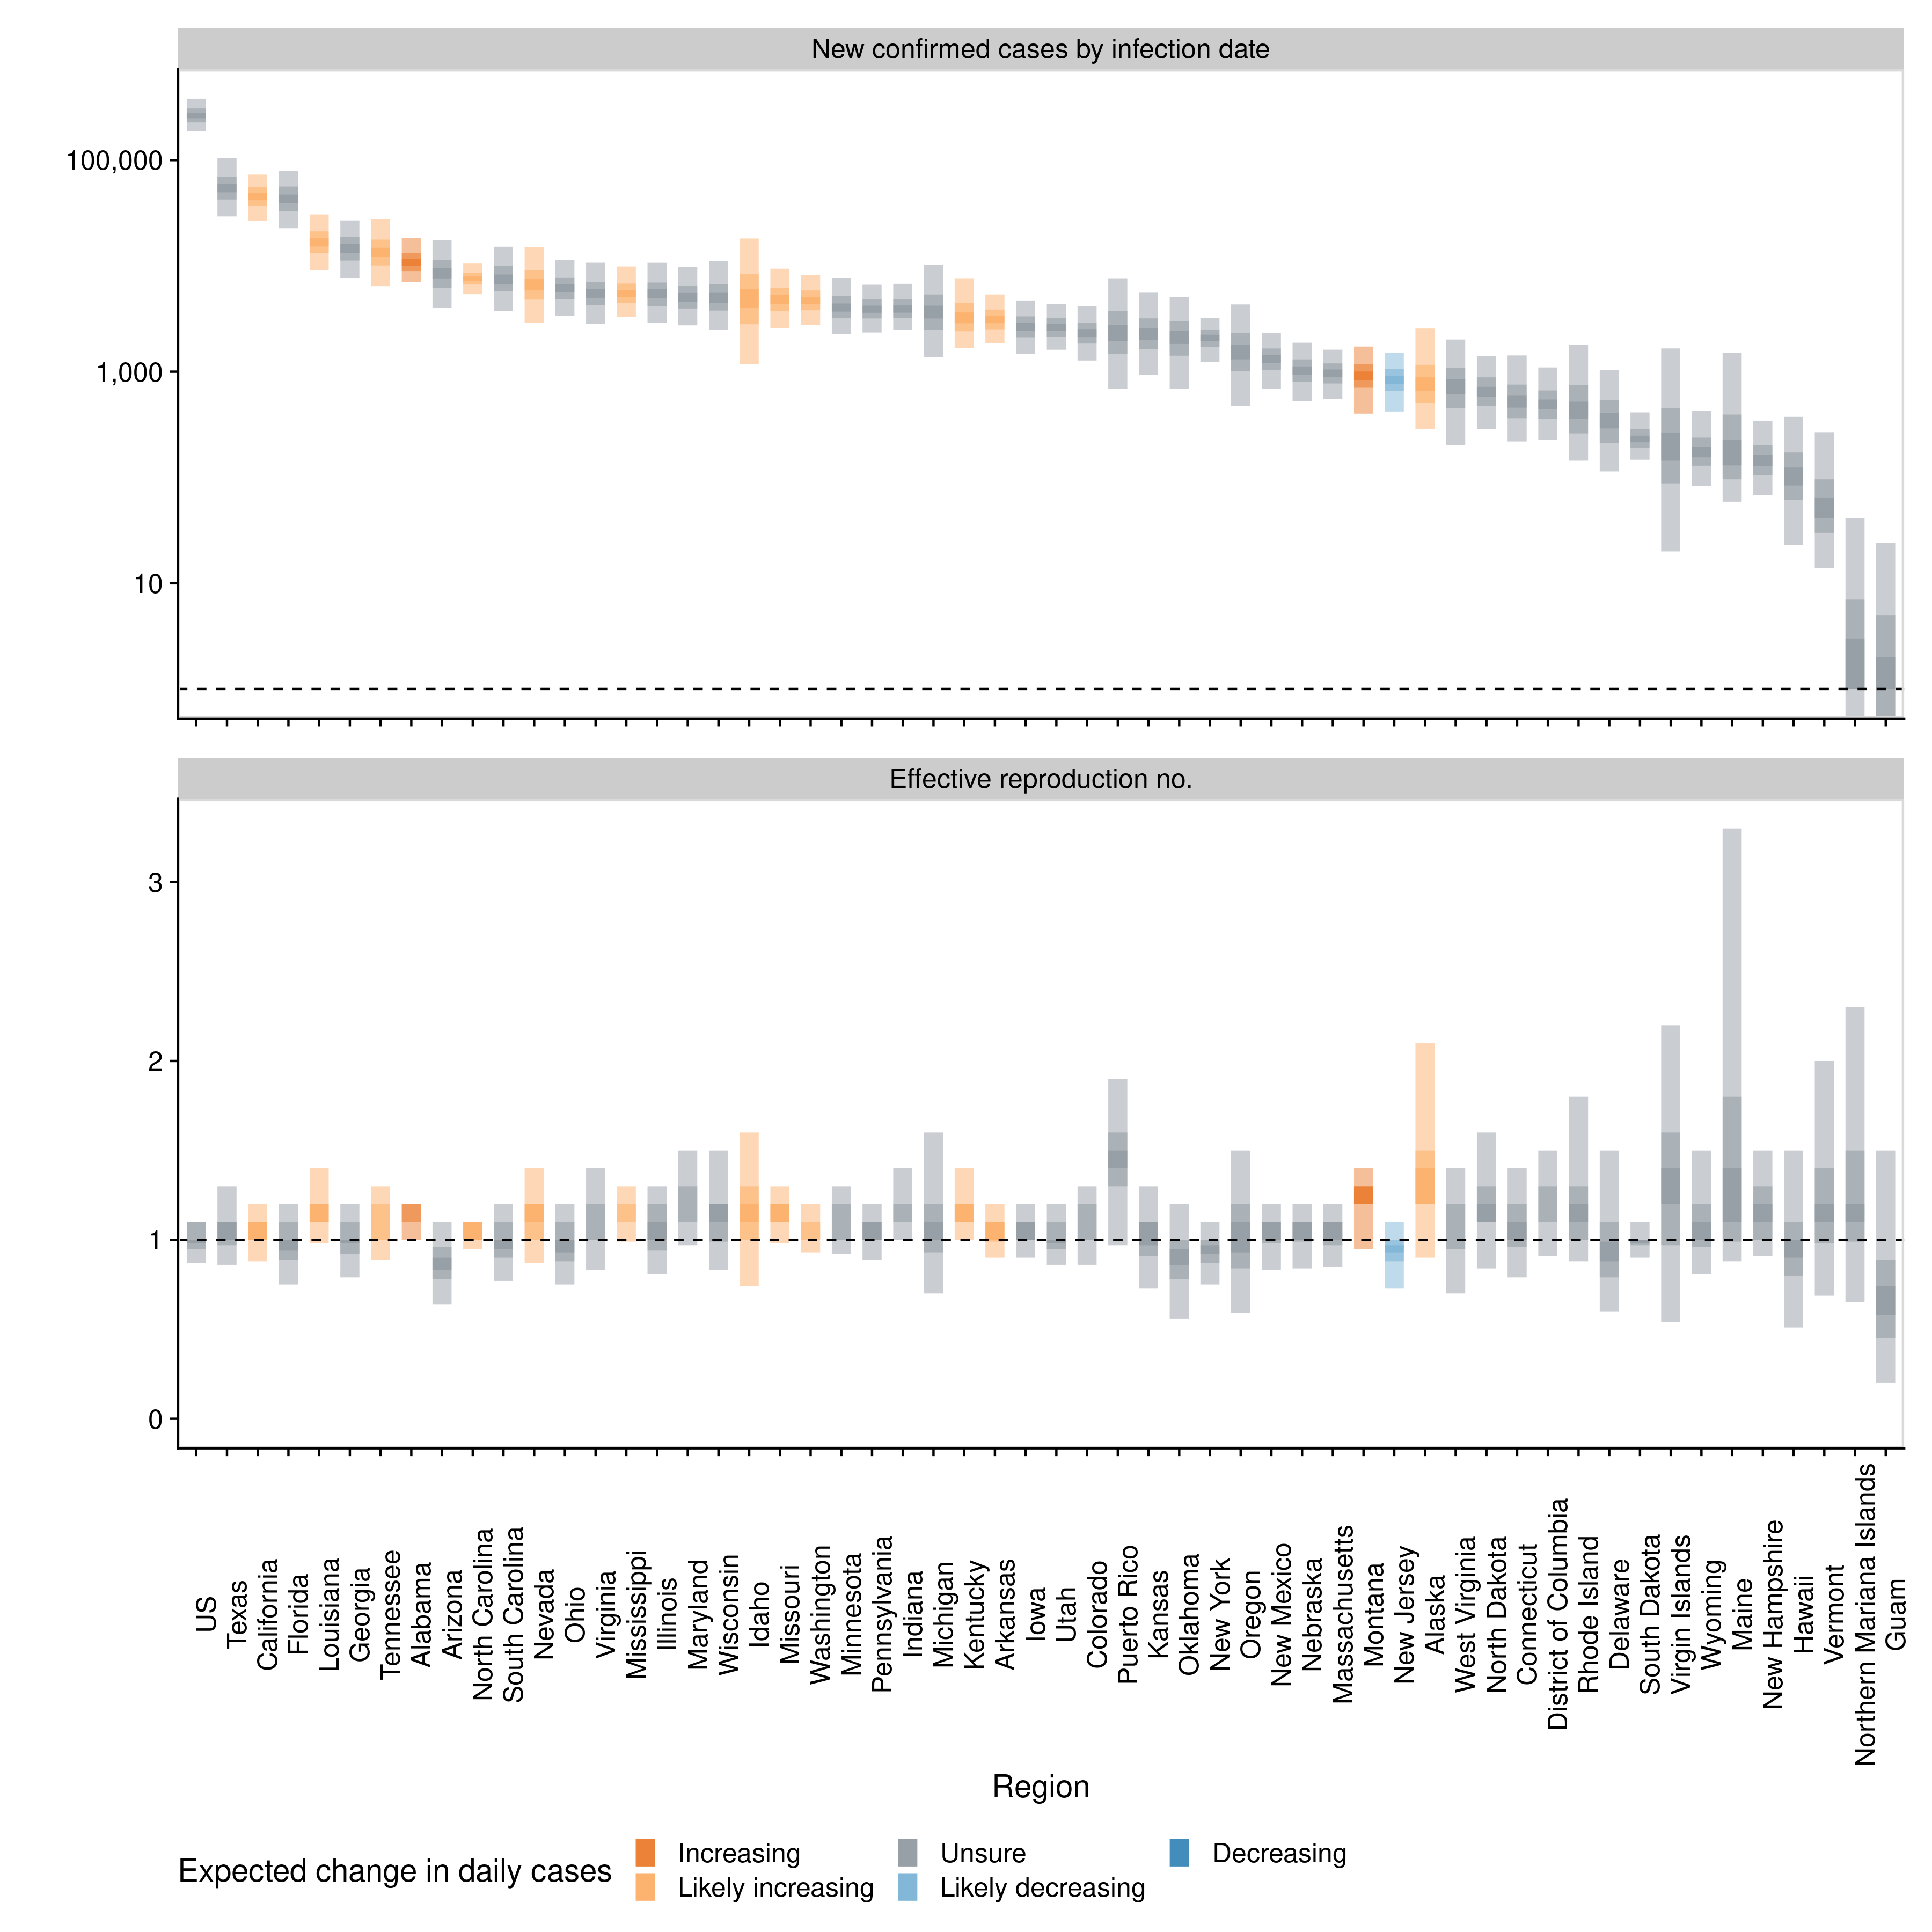 New confirmed cases by infection date
100,000
1,000
10
Effective reproduction no.
3
2
1
0
US
Texas
California
Florida
Louisiana
Georgia
Tennessee
Alabama
Arizona
North Carolina
South Carolina
Nevada
Ohio
Virginia
Mississippi
Illinois
Maryland
Wisconsin
Idaho
Missouri
Washington
Minnesota
Pennsylvania
Indiana
Michigan
Kentucky
Arkansas
Iowa
Utah
Colorado
Puerto Rico
Kansas
Oklahoma
New York
Oregon
New Mexico
Nebraska
Massachusetts
Montana
New Jersey
Alaska
West Virginia
North Dakota
Connecticut
District of Columbia
Rhode Island
Delaware
South Dakota
Virgin Islands
Wyoming
Maine
New Hampshire
Hawaii
Vermont
Northern Mariana Islands
Guam
Region
Expected change in daily cases
Increasing
Likely increasing
Unsure
Likely decreasing
Decreasing